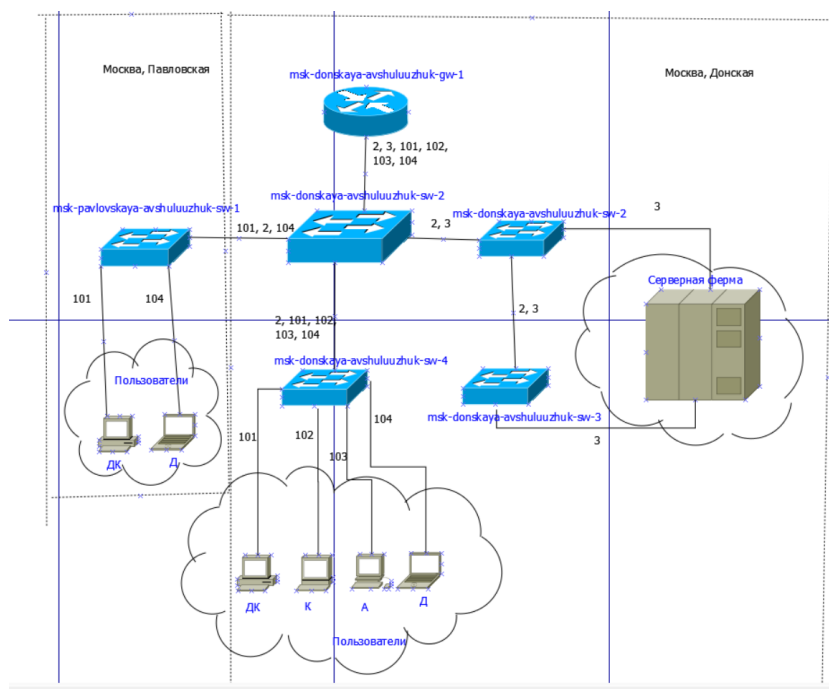 Москва, Павловская
Москва, Донская
msk-donskaya-avshuluuzhuk-gw-1
2, 3, 101, 102,
103, 104
msk-donskaya-avshuluuzhuk-sw-2
msk-pavlovskaya-avshuluuzhuk-sw-1
msk-donskaya-avshuluuzhuk-sw-2
3
101, 2, 104
2, 3
Серверная ферма
101
104
2, 3
2, 101, 102,
103, 104
msk-donskaya-avshuluuzhuk-sw-4
Пользователи
msk-donskaya-avshuluuzhuk-sw-3
101
102
103
104
3
ДК
Д
ДК
К
А
Д
Пользователи